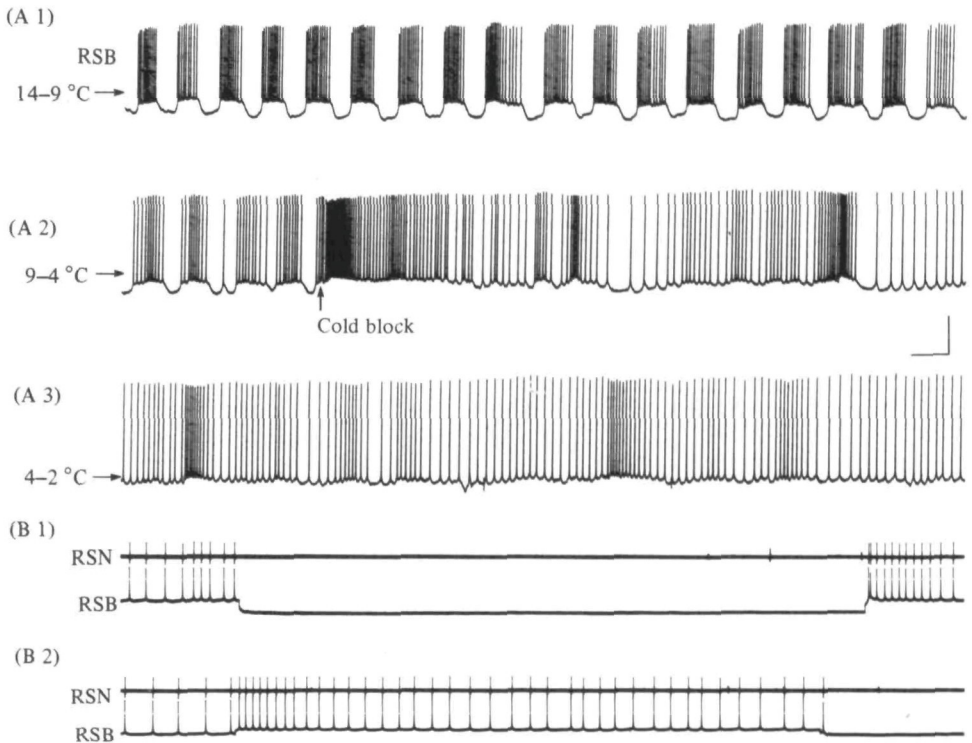 (A 1)
RSB
14–9 °C
(A 2)
9–4 °C
Cold block
(A 3)
4–2 °C
(B 1)
RSN
RSB
(B 2)
RSN
RSB